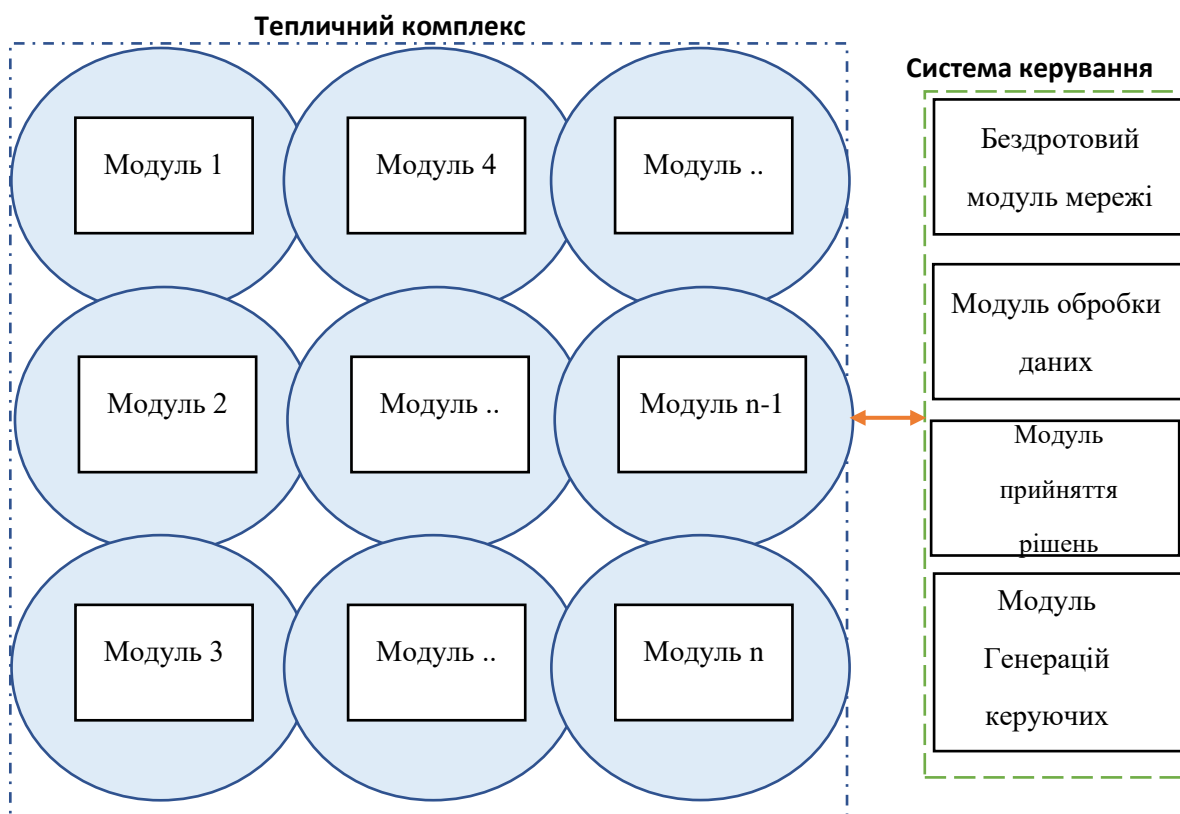 Тепличний комплекс
Система керування
Модуль 1
Модуль 4
Модуль ..
Модуль 2
Модуль ..
Модуль n-1
Модуль 3
Модуль ..
Модуль n
Бездротовий
модуль мережі
Модуль обробки
даних
Модуль
прийняття
рішень
Модуль
Генерацій
керуючих